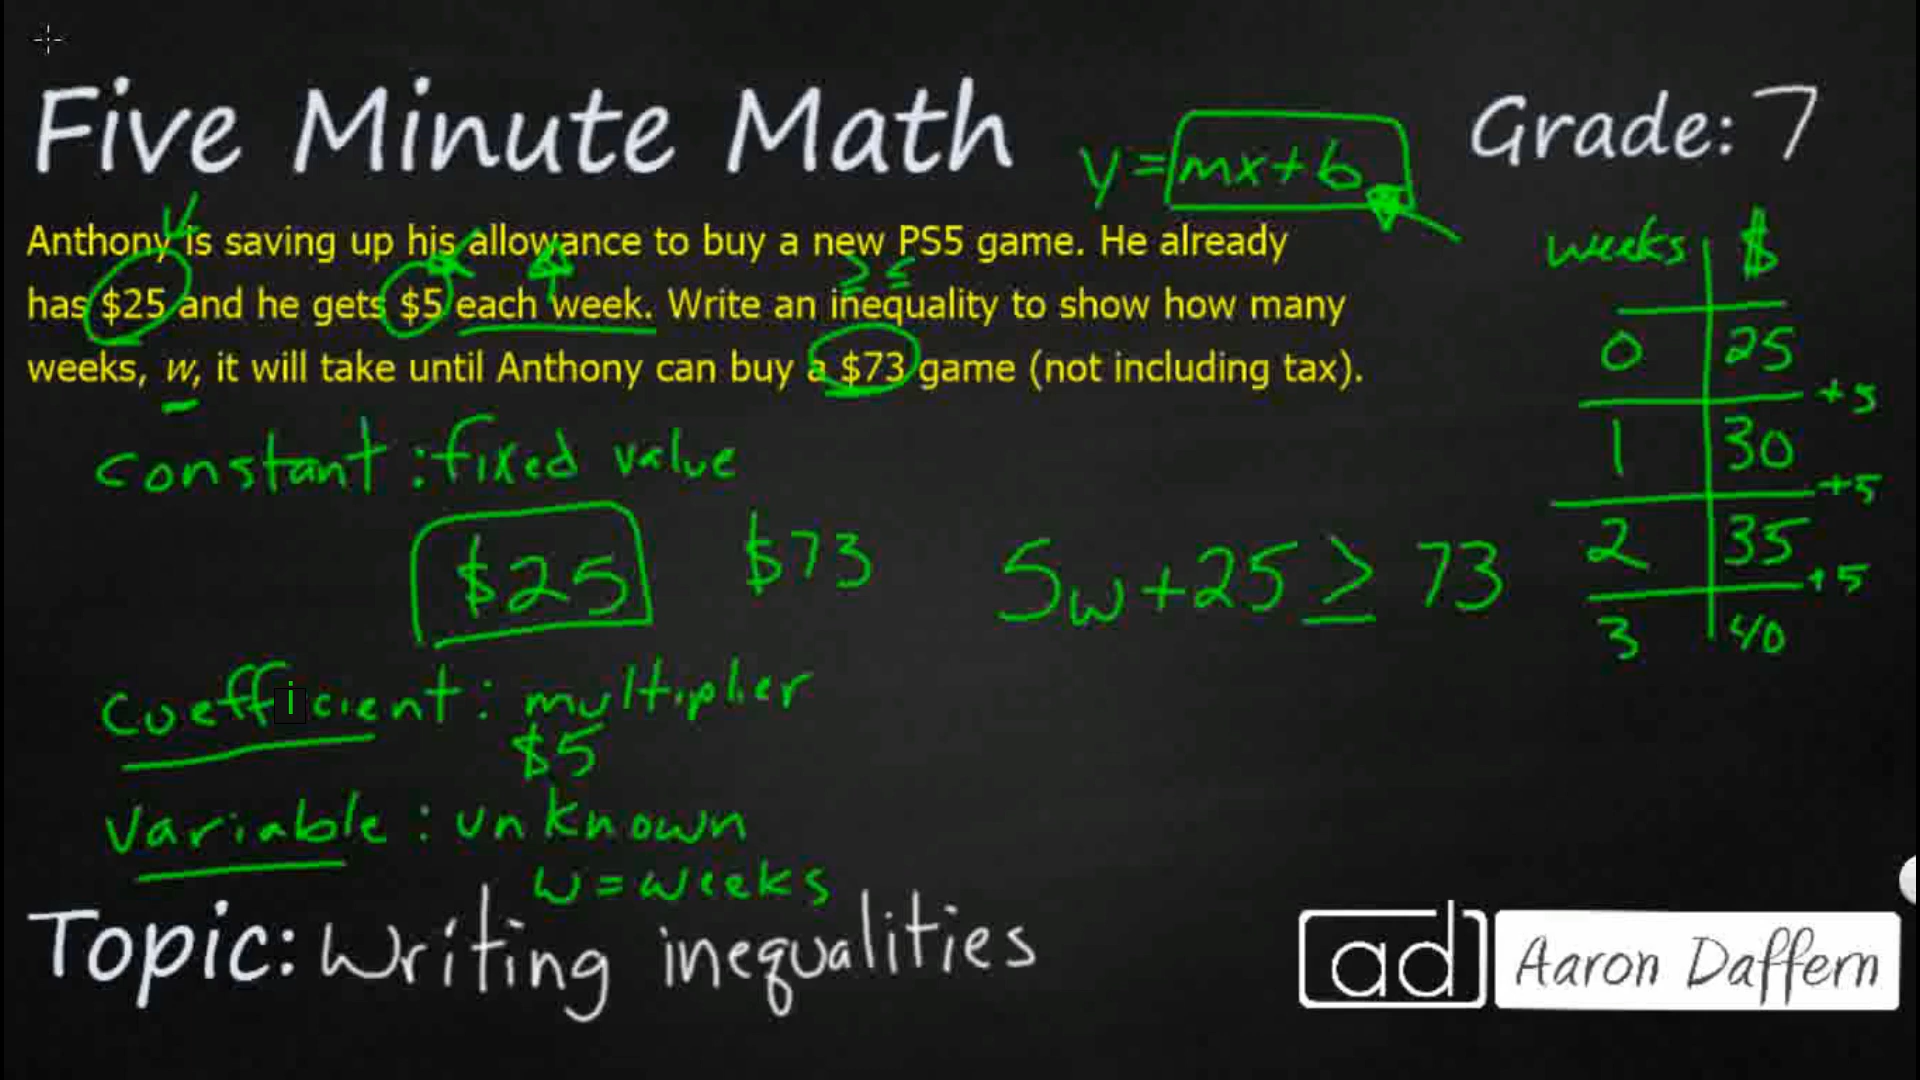 Five Minute Math
Grade: 7
y = mx + b
Anthony is saving up his allowance to buy a new PS5 game. He already
has $25 and he gets $5 each week. Write an inequality to show how many
weeks, w, it will take until Anthony can buy a $73 game (not including tax).
≥ ≤
weeks $
0 25
+5
1 30
+5
2 35
+5
3 40
constant : fixed value
$25 $73
5w + 25 ≥ 73
coefficient : multiplier
$5
Variable : unknown
w = weeks
Topic: Writing inequalities
ad Aaron Daffern